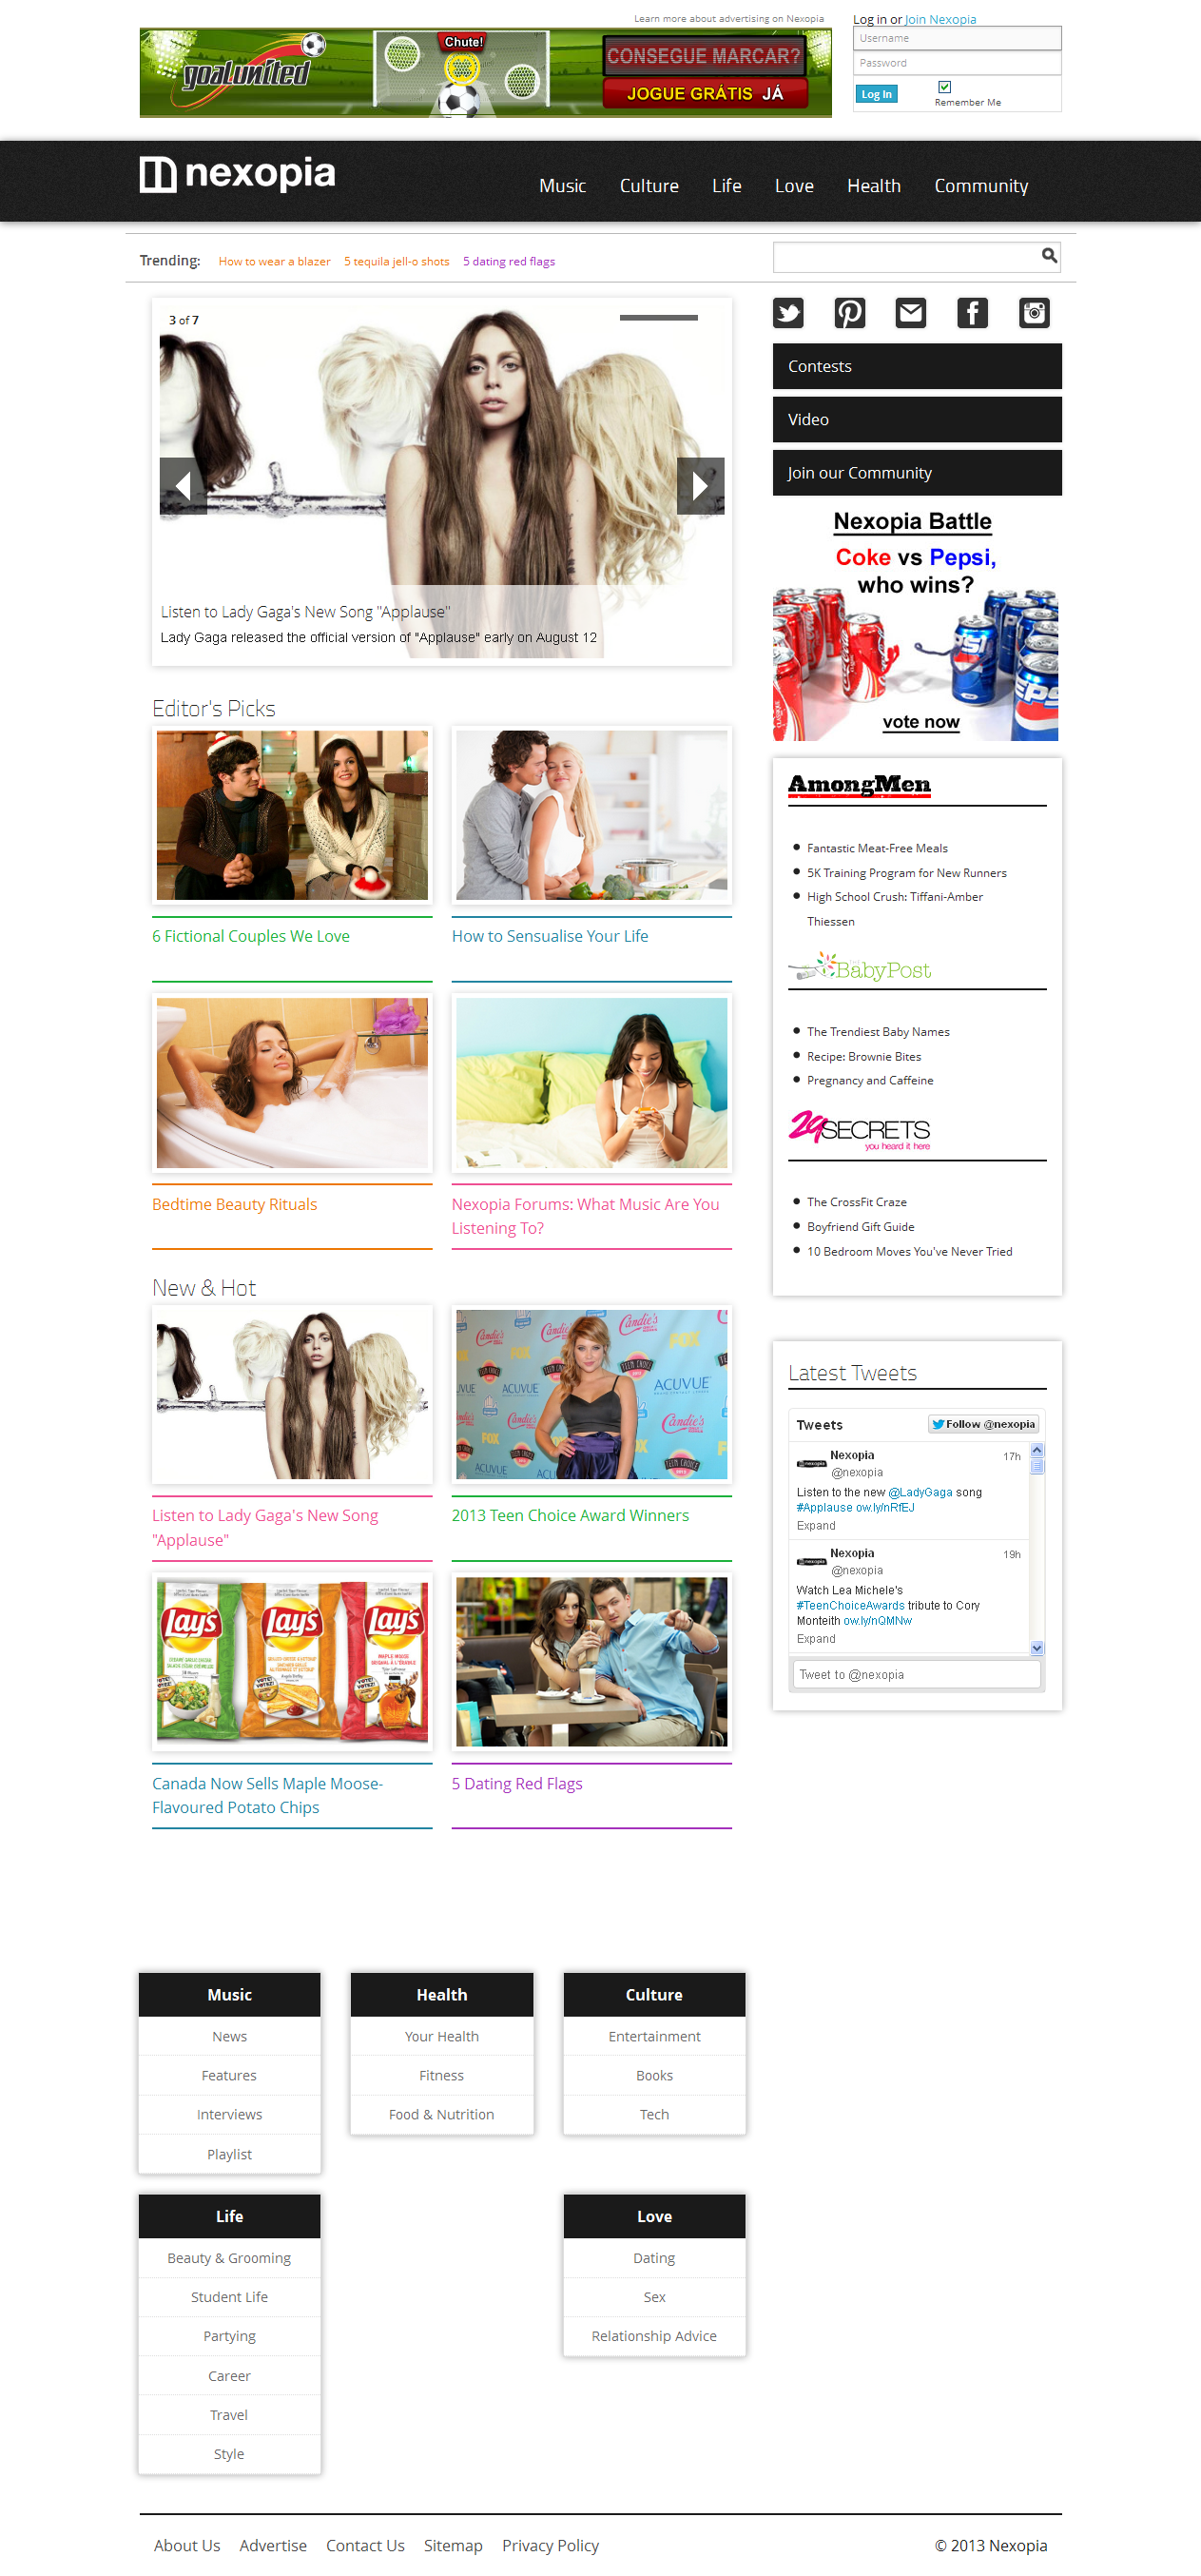 Learn more about advertising on Nexopia
Log in or Join Nexopia
Username
Password
Log In
Remember Me
goalunited
Chute!
CONSEGUE MARCAR?
JOGUE GRÁTIS JÁ
nexopia
Music
Culture
Life
Love
Health
Community
Trending:
How to wear a blazer
5 tequila jell-o shots
5 dating red flags
3 of 7
Listen to Lady Gaga's New Song "Applause"
Lady Gaga released the official version of "Applause" early on August 12
Contests
Video
Join our Community
Nexopia Battle
Coke vs Pepsi,
who wins?
vote now
Editor's Picks
6 Fictional Couples We Love
How to Sensualise Your Life
Bedtime Beauty Rituals
Nexopia Forums: What Music Are You
Listening To?
AmongMen
Fantastic Meat-Free Meals
5K Training Program for New Runners
High School Crush: Tiffani-Amber
Thiessen
THE
BabyPost
The Trendiest Baby Names
Recipe: Brownie Bites
Pregnancy and Caffeine
29SECRETS
you heard it here
The CrossFit Craze
Boyfriend Gift Guide
10 Bedroom Moves You've Never Tried
New & Hot
Candie's
FOX
TEEN CHOICE
ACUVUE
Listen to Lady Gaga's New Song
"Applause"
2013 Teen Choice Award Winners
Lay's
Lay's
Lay's
MAPLE MOOSE
Canada Now Sells Maple Moose-
Flavoured Potato Chips
5 Dating Red Flags
Latest Tweets
Tweets
Follow @nexopia
Nexopia
17h
@nexopia
Listen to the new @LadyGaga song
#Applause ow.ly/nRfEJ
Expand
Nexopia
19h
@nexopia
Watch Lea Michele's
#TeenChoiceAwards tribute to Cory
Monteith ow.ly/nQMNw
Expand
Tweet to @nexopia
Music
News
Features
Interviews
Playlist
Health
Your Health
Fitness
Food & Nutrition
Culture
Entertainment
Books
Tech
Life
Beauty & Grooming
Student Life
Partying
Career
Travel
Style
Love
Dating
Sex
Relationship Advice
About Us
Advertise
Contact Us
Sitemap
Privacy Policy
© 2013 Nexopia